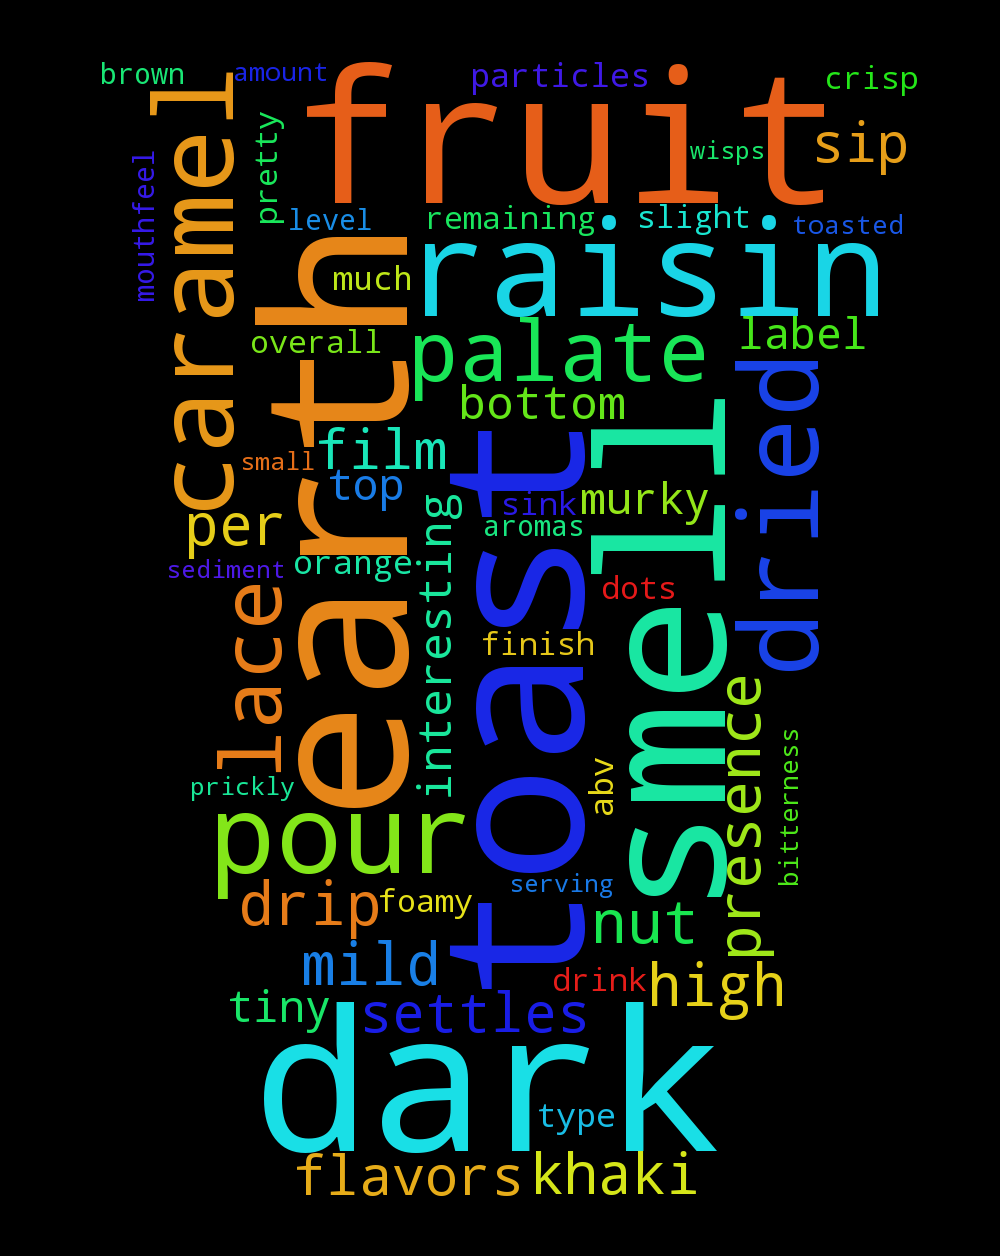 brown
amount
particles
crisp
fruit
caramel
pretty
wisps
sip
mouthfeel
level
remaining
slight
toasted
raisin
much
earth
overall
palate
label
bottom
dried
film
small
top
smell
toast
per
sink
murky
interesting
aromas
sediment
orange
dots
lace
finish
presence
prickly
abv
bitterness
pour
drip
foamy
serving
nut
mild
drink
high
tiny
settles
dark
type
flavors
khaki